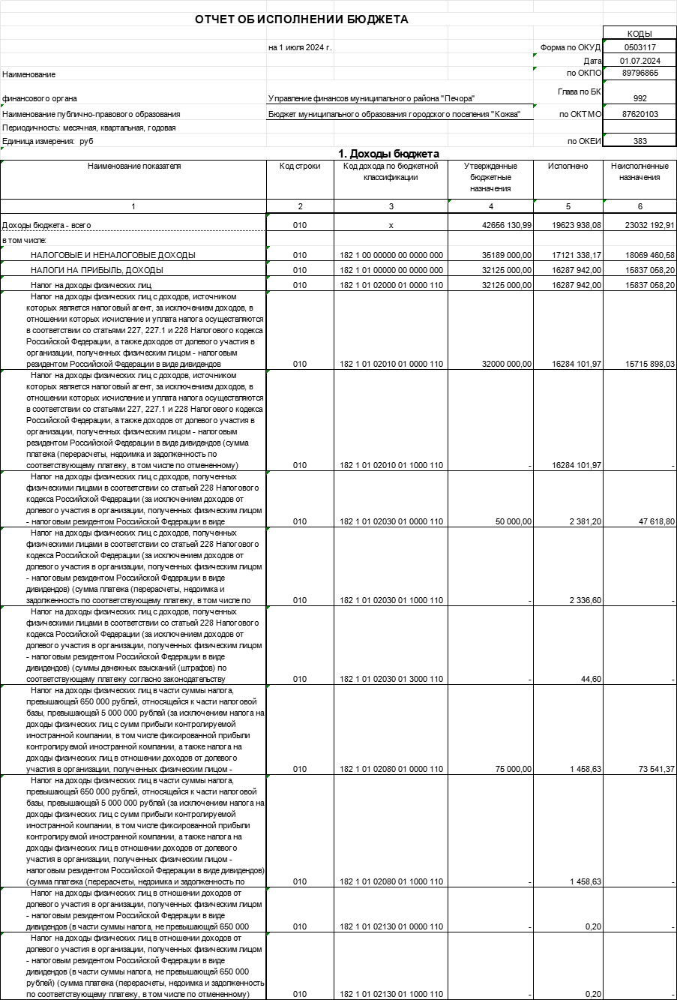 ОТЧЕТ ОБ ИСПОЛНЕНИИ БЮДЖЕТА
КОДЫ
на 1 июля 2024 г. Форма по ОКУД 0503117
Дата 01.07.2024
Наименование по ОКПО 89796865
финансового органа Управление финансов муниципального района "Печора" Глава по БК 992
Наименование публично-правового образования Бюджет муниципального образования городского поселения "Кожва" по ОКТМО 87620103
Периодичность: месячная, квартальная, годовая
Единица измерения: руб по ОКЕИ 383
1. Доходы бюджета
Наименование показателя Код строки Код дохода по бюджетной Утвержденные Исполнено Неисполненные
классификации бюджетные назначения
назначения
1 2 3 4 5 6
Доходы бюджета - всего 010 х 42656 130,99 19623 938,08 23032 192,91
в том числе:
НАЛОГОВЫЕ И НЕНАЛОГОВЫЕ ДОХОДЫ 010 182 1 00 00000 00 0000 000 35189 000,00 17121 338,17 18069 460,58
НАЛОГИ НА ПРИБЫЛЬ, ДОХОДЫ 010 182 1 01 00000 00 0000 000 32125 000,00 16287 942,00 15837 058,20
Налог на доходы физических лиц 010 182 1 01 02000 01 0000 110 32125 000,00 16287 942,00 15837 058,20
Налог на доходы физических лиц с доходов, источником
которых является налоговый агент, за исключением доходов, в
отношении которых исчисление и уплата налога осуществляются
в соответствии со статьями 227, 227.1 и 228 Налогового кодекса
Российской Федерации, а также доходов от долевого участия в
организации, полученных физическим лицом - налоговым
резидентом Российской Федерации в виде дивидендов 010 182 1 01 02010 01 0000 110 32000 000,00 16284 101,97 15715 898,03
Налог на доходы физических лиц с доходов, источником
которых является налоговый агент, за исключением доходов, в
отношении которых исчисление и уплата налога осуществляются
в соответствии со статьями 227, 227.1 и 228 Налогового кодекса
Российской Федерации, а также доходов от долевого участия в
организации, полученных физическим лицом - налоговым
резидентом Российской Федерации в виде дивидендов (сумма
платежа (перерасчеты, недоимка и задолженность по
соответствующему платежу, в том числе по отмененному) 010 182 1 01 02010 01 1000 110 - 16284 101,97 -
Налог на доходы физических лиц с доходов, полученных
физическими лицами в соответствии со статьей 228 Налогового
кодекса Российской Федерации (за исключением доходов от
долевого участия в организации, полученных физическим лицом
- налоговым резидентом Российской Федерации в виде 010 182 1 01 02030 01 0000 110 50 000,00 2 381,20 47 618,80
Налог на доходы физических лиц с доходов, полученных
физическими лицами в соответствии со статьей 228 Налогового
кодекса Российской Федерации (за исключением доходов от
долевого участия в организации, полученных физическим лицом
- налоговым резидентом Российской Федерации в виде
дивидендов) (сумма платежа (перерасчеты, недоимка и
задолженность по соответствующему платежу, в том числе по 010 182 1 01 02030 01 1000 110 - 2 336,60 -
Налог на доходы физических лиц с доходов, полученных
физическими лицами в соответствии со статьей 228 Налогового
кодекса Российской Федерации (за исключением доходов от
долевого участия в организации, полученных физическим лицом
- налоговым резидентом Российской Федерации в виде
дивидендов) (суммы денежных взысканий (штрафов) по
соответствующему платежу согласно законодательству 010 182 1 01 02030 01 3000 110 - 44,60 -
Налог на доходы физических лиц в части суммы налога,
превышающей 650 000 рублей, относящейся к части налоговой
базы, превышающей 5 000 000 рублей (за исключением налога на
доходы физических лиц с сумм прибыли контролируемой
иностранной компании, в том числе фиксированной прибыли
контролируемой иностранной компании, а также налога на
доходы физических лиц в отношении доходов от долевого
участия в организации, полученных физическим лицом - 010 182 1 01 02080 01 0000 110 75 000,00 1 458,63 73 541,37
Налог на доходы физических лиц в части суммы налога,
превышающей 650 000 рублей, относящейся к части налоговой
базы, превышающей 5 000 000 рублей (за исключением налога на
доходы физических лиц с сумм прибыли контролируемой
иностранной компании, в том числе фиксированной прибыли
контролируемой иностранной компании, а также налога на
доходы физических лиц в отношении доходов от долевого
участия в организации, полученных физическим лицом -
налоговым резидентом Российской Федерации в виде дивидендов)
(сумма платежа (перерасчеты, недоимка и задолженность по 010 182 1 01 02080 01 1000 110 - 1 458,63 -
Налог на доходы физических лиц в отношении доходов от
долевого участия в организации, полученных физическим лицом
- налоговым резидентом Российской Федерации в виде
дивидендов (в части суммы налога, не превышающей 650 000 010 182 1 01 02130 01 0000 110 - 0,20 -
Налог на доходы физических лиц в отношении доходов от
долевого участия в организации, полученных физическим лицом
- налоговым резидентом Российской Федерации в виде
дивидендов (в части суммы налога, не превышающей 650 000
рублей) (сумма платежа (перерасчеты, недоимка и задолженность
по соответствующему платежу, в том числе по отмененному) 010 182 1 01 02130 01 1000 110 - 0,20 -